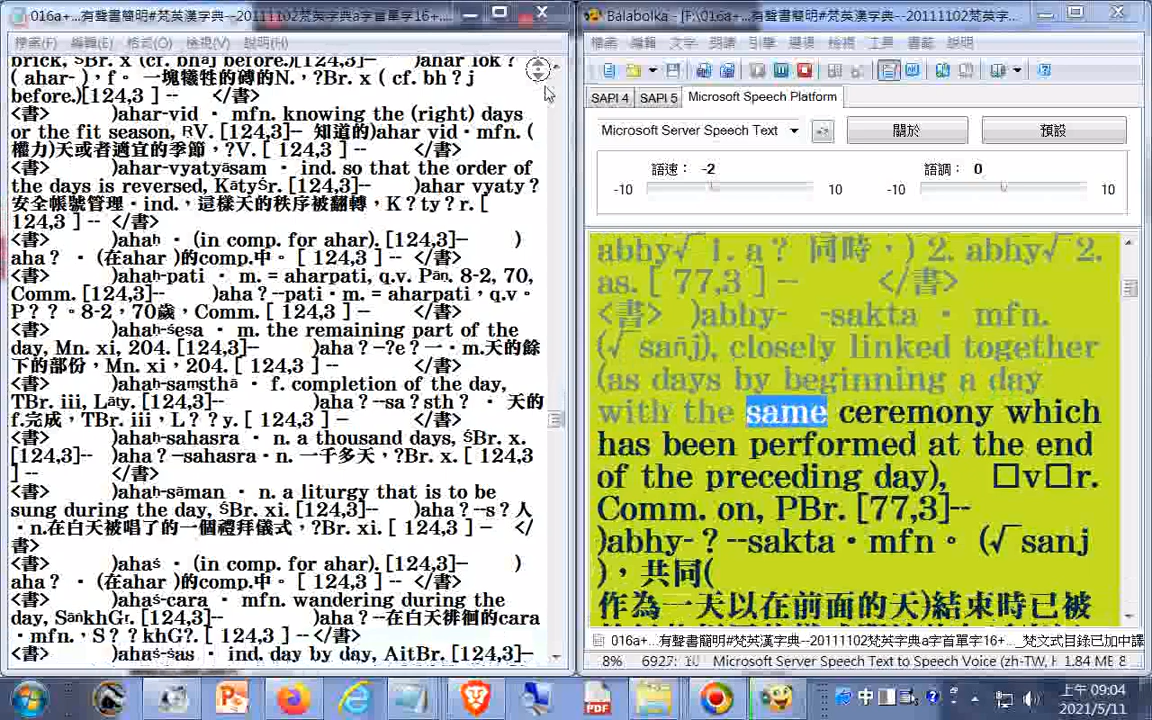 016a+...有聲書簡明#梵英漢字典--20111102梵英字典a字首單字16+...
檔案(F) 編輯(E) 格式(O) 檢視(V) 說明(H)
brick, ŚBr. x (cf. bhaj before.)[124,3]-- )ahar lok ?
( ahar- )，f。 一塊犧牲的磚的N.，?Br. x ( cf. bh ? j
before.)[124,3 ] -- </書>
<書> )ahar-vid ‧ mfn. knowing the (right) days
or the fit season, RV. [124,3]-- 知道的)ahar vid‧mfn. (
權力)天或者適宜的季節，?V. [ 124,3 ] -- </書>
<書> )ahar-vyatyāsam ‧ ind. so that the order of
the days is reversed, KātyŚr. [124,3]-- )ahar vyaty ?
安全帳號管理‧ind.，這樣天的秩序被翻轉，K ? ty ? r. [
124,3 ] -- </書>
<書> )ahaḥ ‧ (in comp. for ahar). [124,3]-- )
aha ? ‧ (在ahar )的comp.中。 [ 124,3 ] -- </書>
<書> )ahaḥ-pati ‧ m. = aharpati, q.v. Pāṇ. 8-2, 70,
Comm. [124,3]-- )aha ? --pati‧m. = aharpati，q.v。
P ? ? 。8-2，70歲，Comm. [ 124,3 ] -- </書>
<書> )ahaḥ-śeṣa ‧ m. the remaining part of the
day, Mn. xi, 204. [124,3]-- )aha ? --?e ? 一‧m.天的餘
下的部份，Mn. xi，204. [ 124,3 ] -- </書>
<書> )ahaḥ-saṃsthā ‧ f. completion of the day,
TBr. iii, Lāṭy. [124,3]-- )aha ? --sa ? sth ? ‧ 天的
f.完成，TBr. iii，L ? ? y. [ 124,3 ] -- </書>
<書> )ahaḥ-sahasra ‧ n. a thousand days, ŚBr. x.
[124,3]-- )aha ? --sahasra‧n. 一千多天，?Br. x. [ 124,3
] -- </書>
<書> )ahaḥ-sāman ‧ n. a liturgy that is to be
sung during the day, ŚBr. xi. [124,3]-- )aha ? --s ? 人
‧n.在白天被唱了的一個禮拜儀式，?Br. xi. [ 124,3 ] -- </
書>
<書> )ahaś ‧ (in comp. for ahar). [124,3]-- )
aha ? ‧ (在ahar )的comp.中。 [ 124,3 ] -- </書>
<書> )ahaś-cara ‧ mfn. wandering during the
day, SāṅkhGṛ. [124,3]-- )aha ? --在白天徘徊的cara
‧mfn.，S ? ? khG?. [ 124,3 ] -- </書>
<書> )ahaś-śas ‧ ind. day by day, AitBr. [124,3]--
Balabolka - [F:\016a+...有聲書簡明#梵英漢字典--20111102梵英字...
檔案 編輯 文字 朗讀 引擎 選項 檢視 工具 書籤 說明
SAPI 4 SAPI 5 Microsoft Speech Platform
Microsoft Server Speech Text 關於 預設
語速： -2 語調： 0
-10 10 -10 10
abhy√ 1. a ? 同時，) 2. abhy√ 2.
as. [ 77,3 ] -- </書>
<書> )abhy- -sakta ‧ mfn.
(√ sañj), closely linked together
(as days by beginning a day
with the same ceremony which
has been performed at the end
of the preceding day), □v□r.
Comm. on, PBr. [77,3]--
)abhy- ? --sakta‧mfn。 (√ sanj
)，共同(
作為一天以在前面的天)結束時已被
016a+...有聲書簡明#梵英漢字典--20111102梵英字典a字首單字16+..._梵文式目錄已加中譯
8% 6927: 10 Microsoft Server Speech Text to Speech Voice (zh-TW, H 1.84 MB 8
中
上午 09:04
2021/5/11